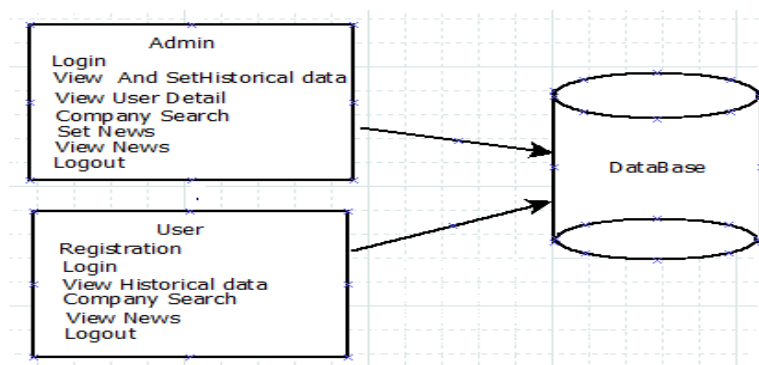 Admin
Login
View And SetHistorical data
View User Detail
Company Search
Set News
View News
Logout
User
Registration
Login
View Historical data
Company Search
View News
Logout
DataBase